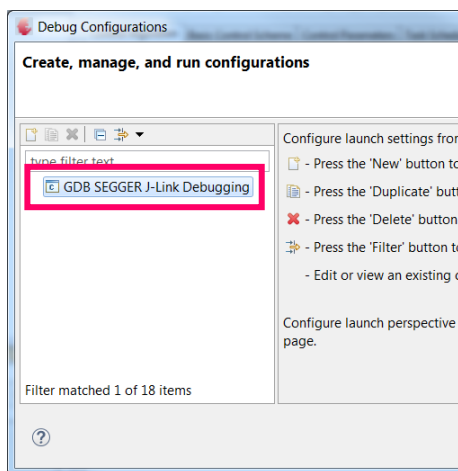 Debug Configurations
Create, manage, and run configurations
type filter text
GDB SEGGER J-Link Debugging
Filter matched 1 of 18 items
Configure launch settings from
- Press the 'New' button to
- Press the 'Duplicate' butt
- Press the 'Delete' button
- Press the 'Filter' button to
- Edit or view an existing
Configure launch perspective
page.